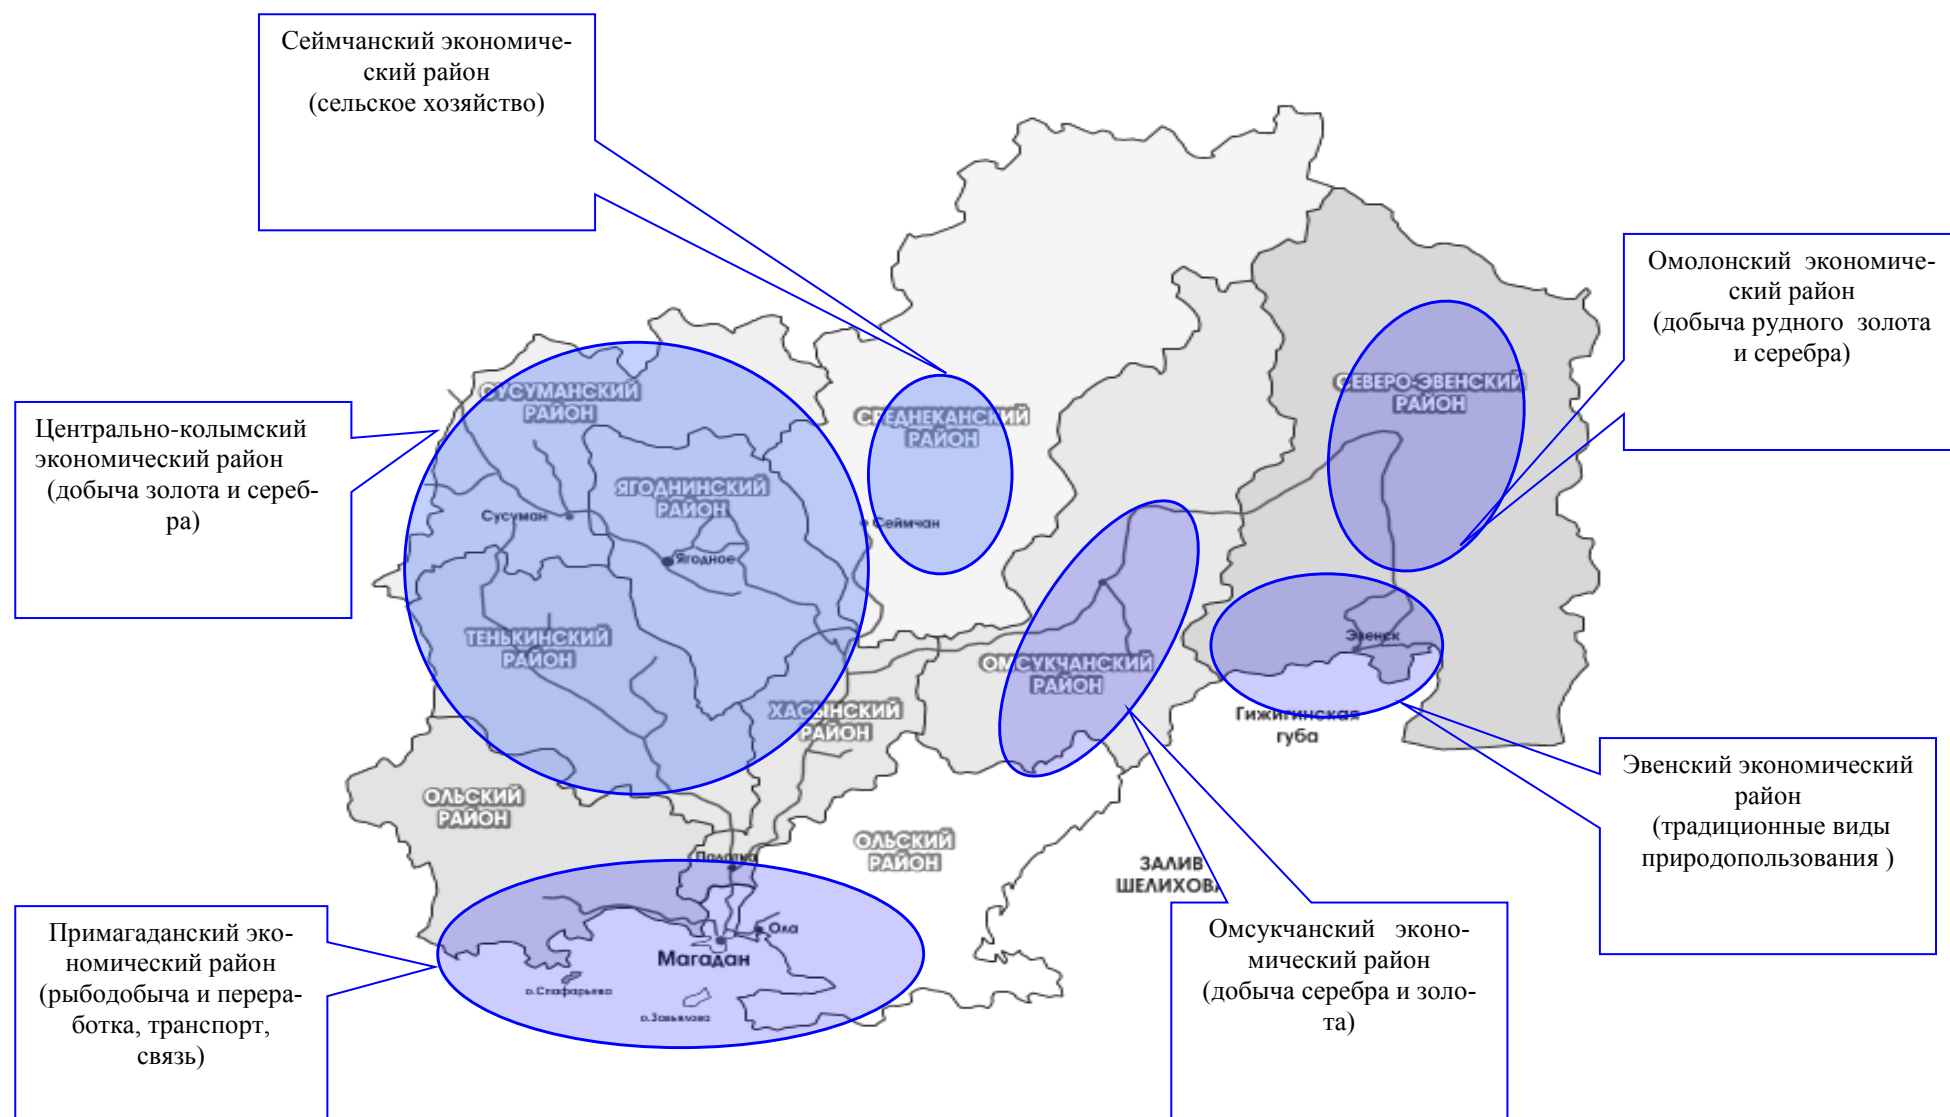 Сеймчанский экономиче-
ский район
(сельское хозяйство)
Омолонский экономиче-
ский район
(добыча рудного золота
и серебра)
Центрально-колымский
экономический район
(добыча золота и сереб-
ра)
СУСУМАНСКИЙ
РАЙОН
СРЕДНЕКАНСКИЙ
РАЙОН
СЕВЕРО-ЭВЕНСКИЙ
РАЙОН
ЯГОДНИНСКИЙ
РАЙОН
Сусуман
Сеймчан
Ягодное
ТЕНЬКИНСКИЙ
РАЙОН
ОМСУКЧАНСКИЙ
РАЙОН
Эвенск
ХАСЫНСКИЙ
РАЙОН
Гижигинская
губа
Эвенский экономический
район
(традиционные виды
природопользования )
ОЛЬСКИЙ
РАЙОН
ОЛЬСКИЙ
РАЙОН
Палатка
ЗАЛИВ
ШЕЛИХОВА
Ола
Магадан
о.Спафарьева
о.Завьялова
Примагаданский эко-
номический район
(рыбодобыча и перера-
ботка, транспорт,
связь)
Омсукчанский эконо-
мический район
(добыча серебра и золо-
та)